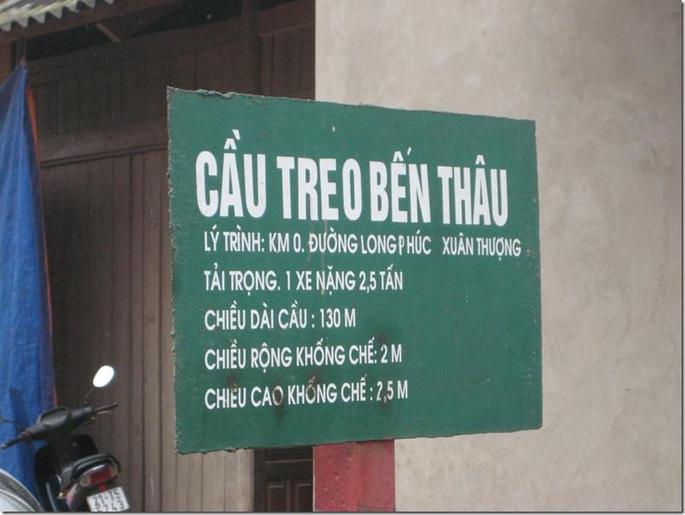 CẦU TREO BẾN THÂU
LÝ TRÌNH: KM 0. ĐƯỜNG LONG PHÚC XUÂN THƯỢNG
TẢI TRỌNG. 1 XE NẶNG 2,5 TẤN
CHIỀU DÀI CẦU : 130 M
CHIỀU RỘNG KHỐNG CHẾ: 2 M
CHIỀU CAO KHỐNG CHẾ : 2,5 M